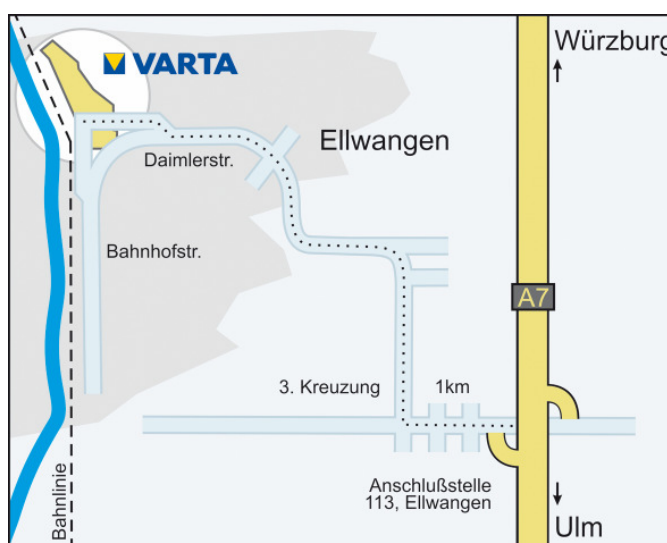 VARTA
Würzburg
Ellwangen
Daimlerstr.
Bahnhofstr.
A7
3. Kreuzung
1km
Anschlußstelle
113, Ellwangen
Bahnlinie
Ulm